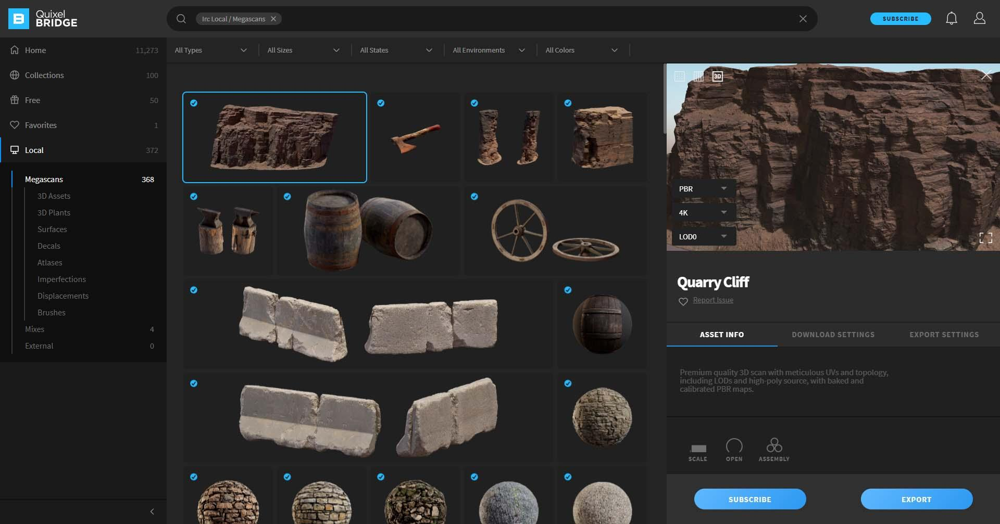 Quixel
BRIDGE
In: Local / Megascans
SUBSCRIBE
Home 11,273
Collections 100
Free 50
Favorites 1
Local 372
Megascans 368
3D Assets
3D Plants
Surfaces
Decals
Atlases
Imperfections
Displacements
Brushes
Mixes 4
External 0
All Types
All Sizes
All States
All Environments
All Colors
3D
PBR
4K
LOD0
Quarry Cliff
Report Issue
ASSET INFO
DOWNLOAD SETTINGS
EXPORT SETTINGS
Premium quality 3D scan with meticulous UVs and topology,
including LODs and high-poly source, with baked and
calibrated PBR maps.
SCALE
OPEN
ASSEMBLY
SUBSCRIBE
EXPORT